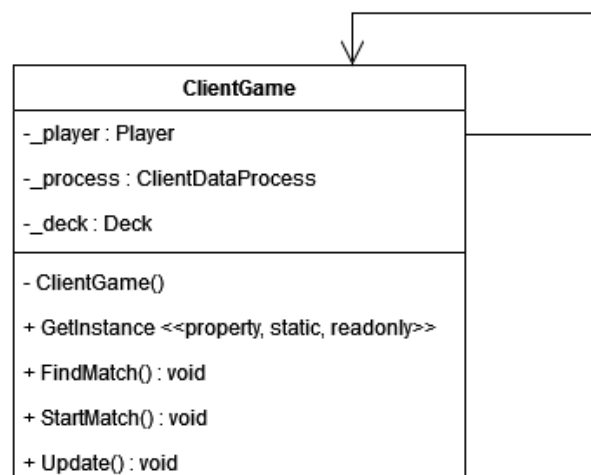 ClientGame
-_player : Player
-_process : ClientDataProcess
-_deck : Deck
- ClientGame()
+ GetInstance <<property, static, readonly>>
+ FindMatch() : void
+ StartMatch() : void
+ Update() : void